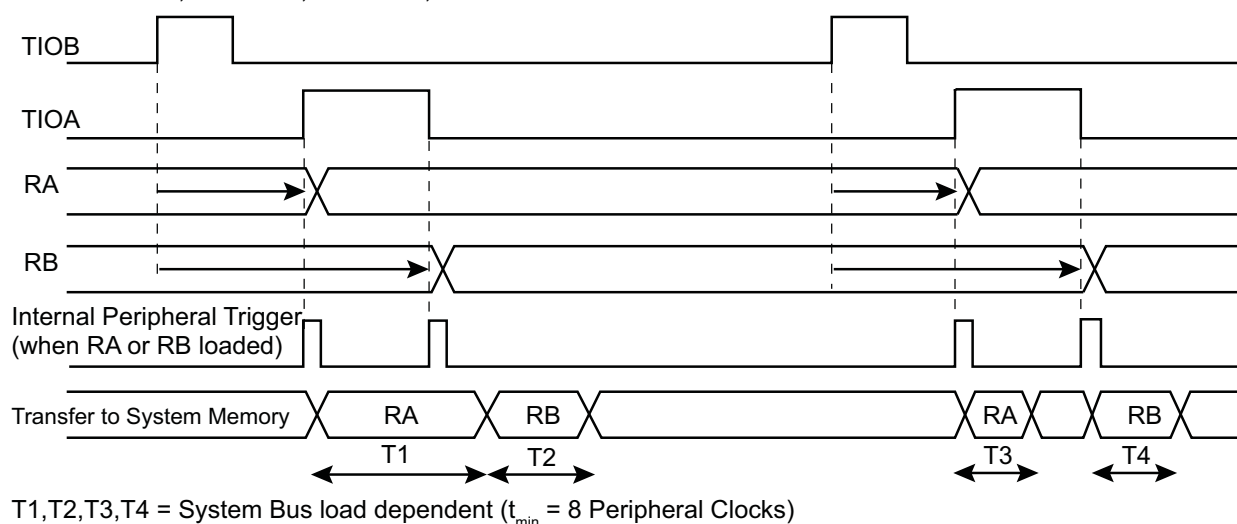 TIOB
TIOA
RA
RB
Internal Peripheral Trigger
(when RA or RB loaded)
Transfer to System Memory RA RB RA RB
T1 T2 T3 T4
T1,T2,T3,T4 = System Bus load dependent (tmin = 8 Peripheral Clocks)